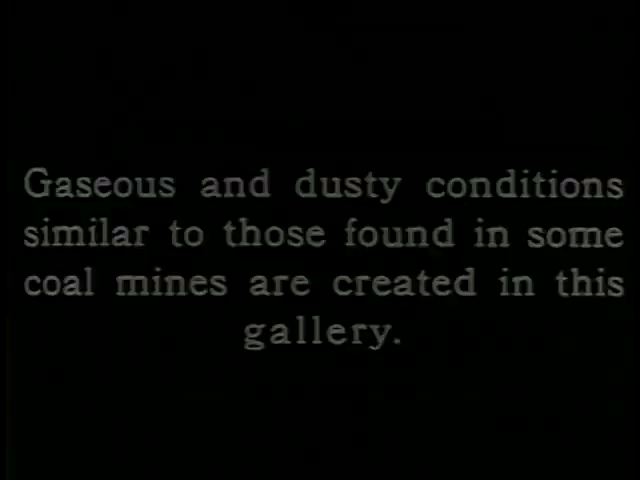 Gaseous and dusty conditions
similar to those found in some
coal mines are created in this
gallery.